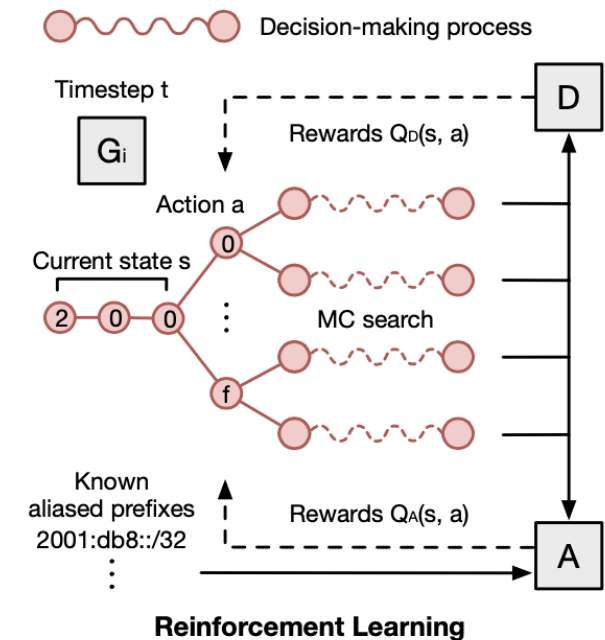 Decision-making process
Timestep t
D
Gi
Rewards QD(s, a)
Action a
0
Current state s
2 0 0
⋮
MC search
f
Known
aliased prefixes
2001:db8::/32
⋮
Rewards QA(s, a)
A
Reinforcement Learning